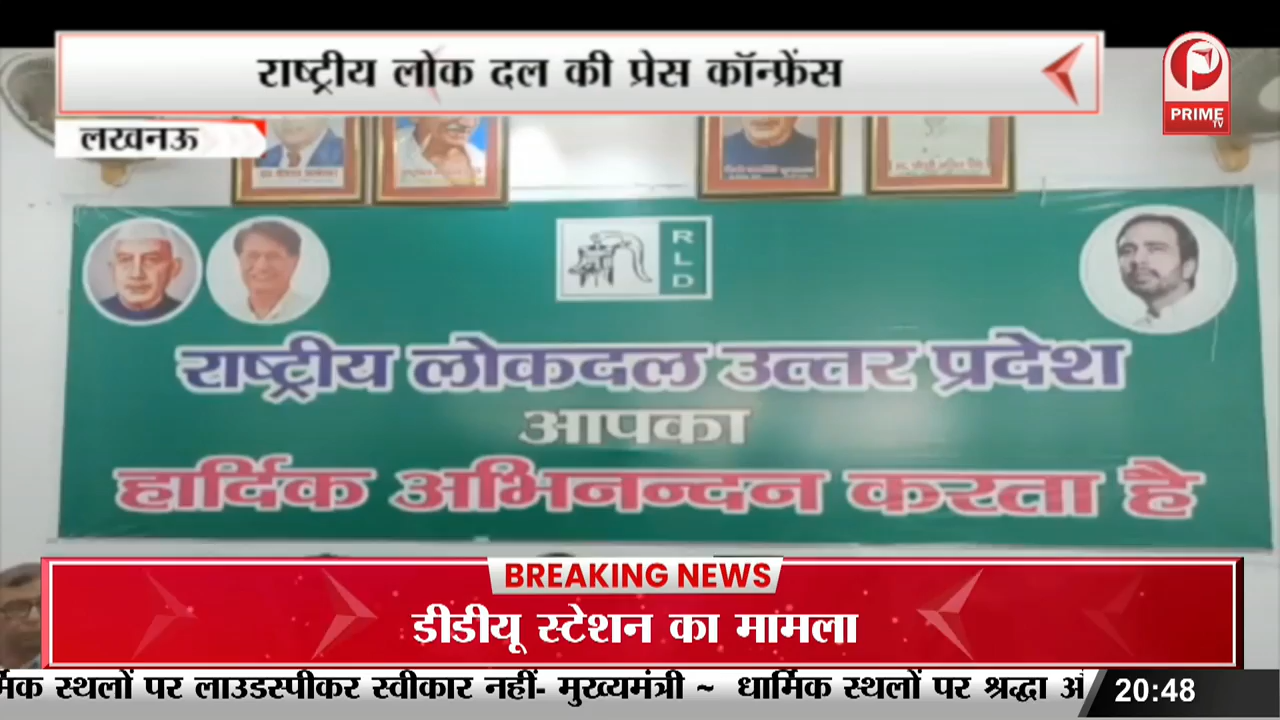 राष्ट्रीय लोक दल की प्रेस कॉन्फ्रेंस
PRIME
TV
लखनऊ
R
L
D
राष्ट्रीय लोकदल उत्तर प्रदेश
आपका
हार्दिक अभिनन्दन करता है
BREAKING NEWS
डीडीयू स्टेशन का मामला
र्मिक स्थलों पर लाउडस्पीकर स्वीकार नहीं- मुख्यमंत्री ~ धार्मिक स्थलों पर श्रद्धा
20:48